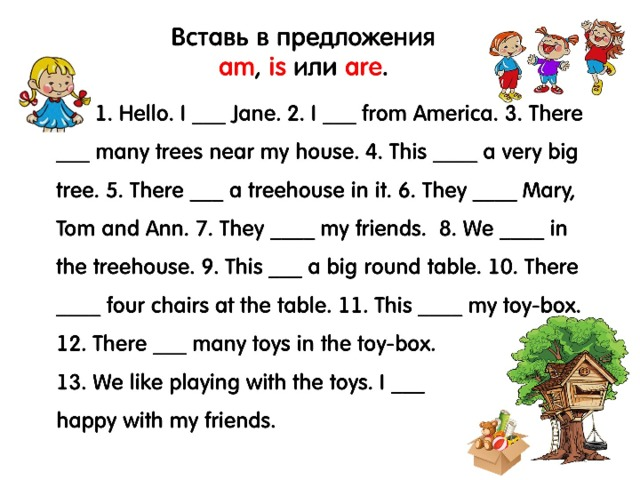 Вставь в предложения
am, is или are.
1. Hello. I ___ Jane. 2. I ___ from America. 3. There
___ many trees near my house. 4. This ____ a very big
tree. 5. There ___ a treehouse in it. 6. They ____ Mary,
Tom and Ann. 7. They ____ my friends. 8. We ____ in
the treehouse. 9. This ___ a big round table. 10. There
____ four chairs at the table. 11. This ____ my toy-box.
12. There ___ many toys in the toy-box.
13. We like playing with the toys. I ___
happy with my friends.